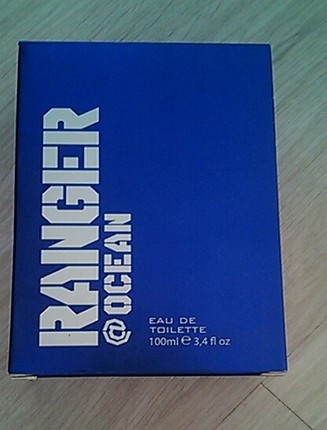 RANGER
@OCEAN
EAU DE
TOILETTE
100ml ℮ 3,4 fl oz